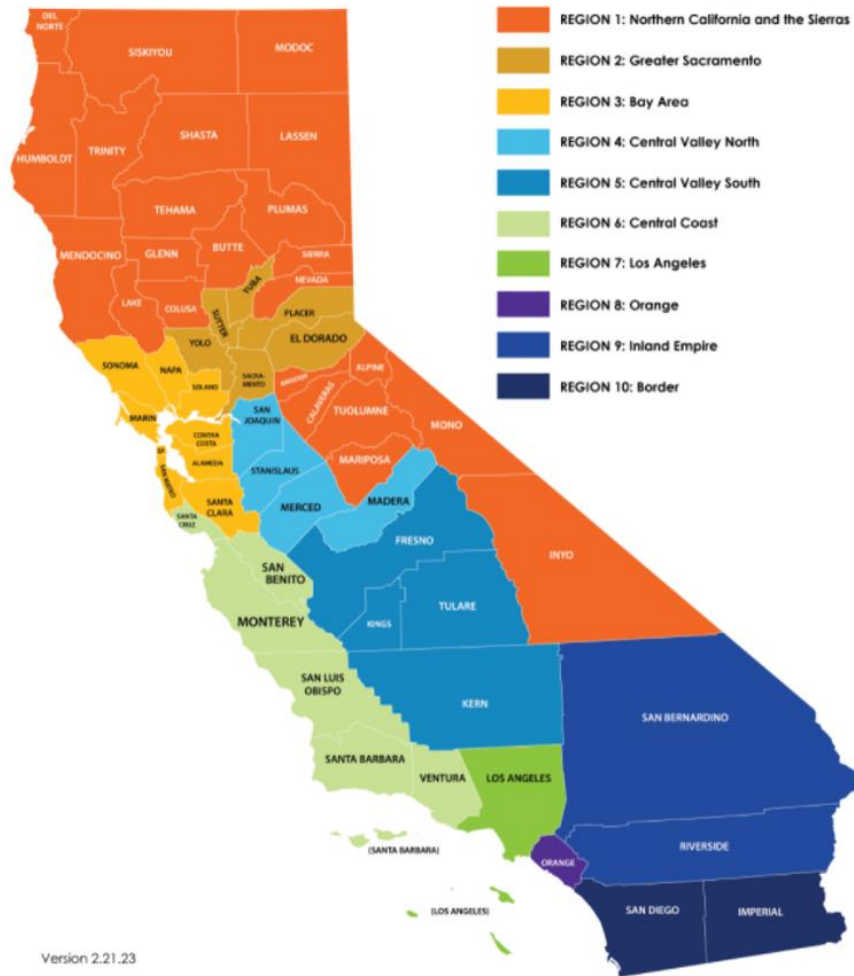 DEL
NORTE
SISKIYOU
MODOC
HUMBOLDT
TRINITY
SHASTA
LASSEN
TEHAMA
PLUMAS
MENDOCINO
GLENN
BUTTE
SIERRA
NEVADA
LAKE
COLUSA
SUTTER
YUBA
PLACER
YOLO
EL DORADO
SONOMA
NAPA
SOLANO
SACRA-
MENTO
AMADOR
ALPINE
CALAVERAS
TUOLUMNE
MONO
MARIN
SAN
JOAQUIN
CONTRA
COSTA
ALAMEDA
SF
SAN MATEO
STANISLAUS
MARIPOSA
SANTA
CLARA
SANTA
CRUZ
MERCED
MADERA
FRESNO
INYO
SAN
BENITO
MONTEREY
KINGS
TULARE
SAN LUIS
OBISPO
KERN
SAN BERNARDINO
SANTA BARBARA
VENTURA
LOS ANGELES
(SANTA BARBARA)
ORANGE
RIVERSIDE
(LOS ANGELES)
SAN DIEGO
IMPERIAL
REGION 1: Northern California and the Sierras
REGION 2: Greater Sacramento
REGION 3: Bay Area
REGION 4: Central Valley North
REGION 5: Central Valley South
REGION 6: Central Coast
REGION 7: Los Angeles
REGION 8: Orange
REGION 9: Inland Empire
REGION 10: Border
Version 2.21.23